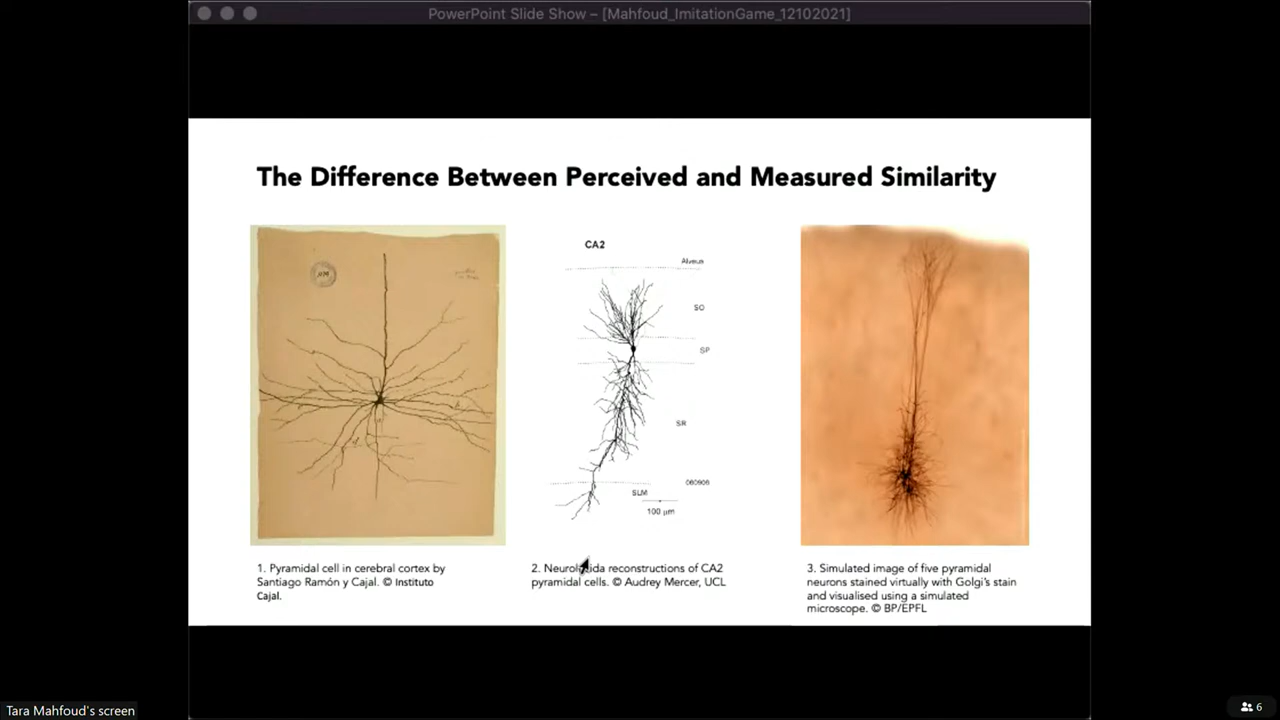 PowerPoint Slide Show – [Mahfoud_ImitationGame_12102021]
The Difference Between Perceived and Measured Similarity
CA2
Alveus
SO
SP
SR
060906
SLM
100 μm
1. Pyramidal cell in cerebral cortex by
Santiago Ramón y Cajal. © Instituto
Cajal.
2. reconstructions of CA2
pyramidal cells. © Audrey Mercer, UCL
3. Simulated image of five pyramidal
neurons stained virtually with Golgi's stain
and visualised using a simulated
microscope. © BP/EPFL
Tara Mahfoud's screen
6